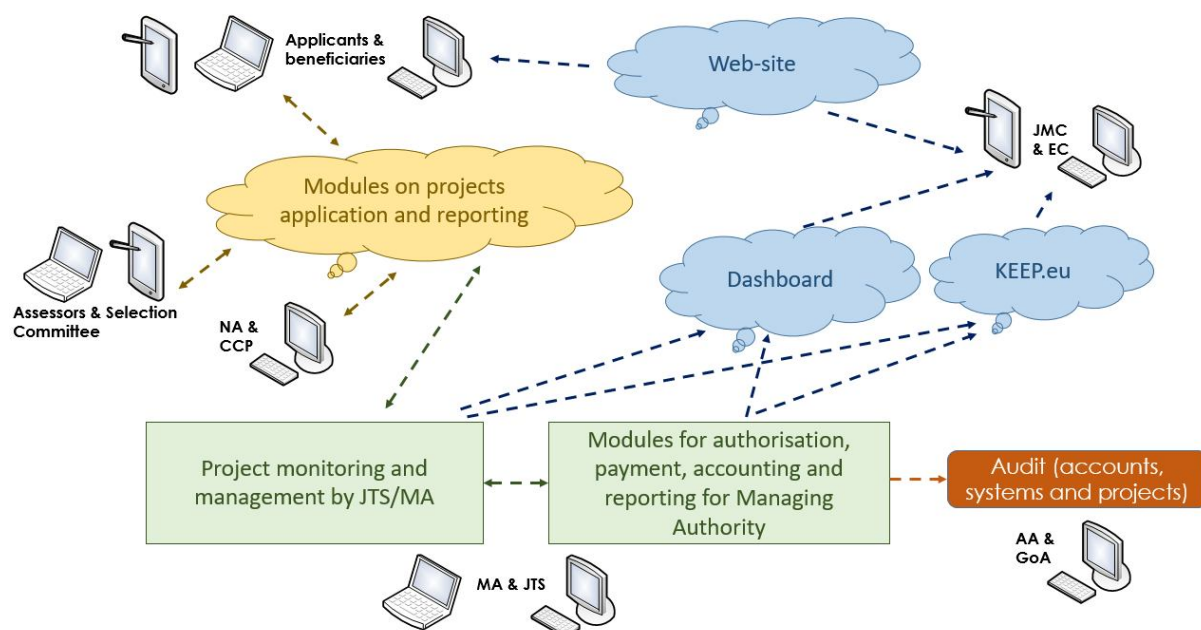 Applicants &
beneficiaries
Web-site
JMC
& EC
Modules on projects
application and reporting
Assessors & Selection
Committee
NA &
CCP
Dashboard
KEEP.eu
Project monitoring and
management by JTS/MA
Modules for authorisation,
payment, accounting and
reporting for Managing
Authority
Audit (accounts,
systems and projects)
MA & JTS
AA &
GoA